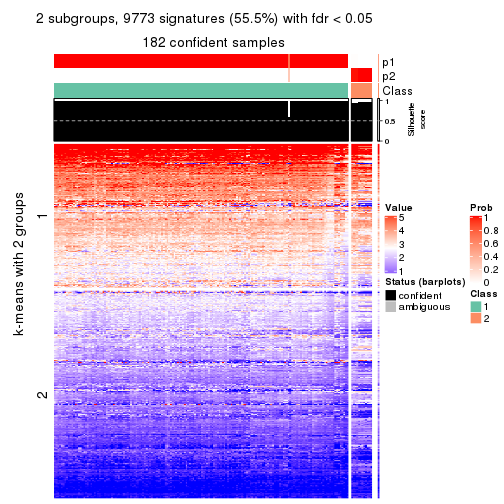 2 subgroups, 9773 signatures (55.5%) with fdr < 0.05
182 confident samples
p1
p2
Class
1
0.5
0
Silhouette
score
k-means with 2 groups
1
2
Value
5
4
3
2
1
Status (barplots)
confident
ambiguous
Prob
1
0.8
0.6
0.4
0.2
0
Class
1
2